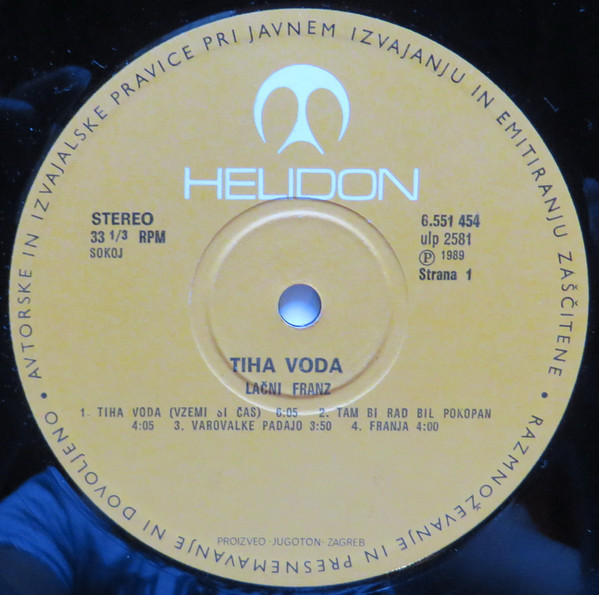 AVTORSKE IN IZVAJALSKE PRAVICE PRI JAVNEM IZVAJANJU IN EMITIRANJU ZAŠČITENE • RAZMNOŽEVANJE IN PRESNEMAVANJE NI DOVOLJENO •
HELIDON
STEREO
33 1/3 RPM
SOKOJ
6.551 454
ulp 2581
Ⓟ 1989
Strana 1
TIHA VODA
LAČNI FRANZ
1. TIHA VODA (VZEMI SI ČAS) 6:05 2. TAM BI RAD BIL POKOPAN
4:05 3. VAROVALKE PADAJO 3:50 4. FRANJA 4:00
PROIZVEO - JUGOTON - ZAGREB